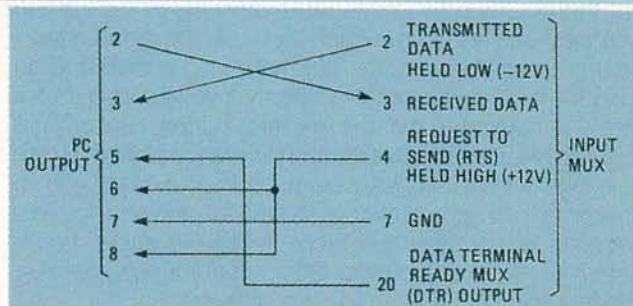 2
2 TRANSMITTED
DATA
HELD LOW (−12V)
3
3 RECEIVED DATA
PC
OUTPUT
5
4 REQUEST TO
SEND (RTS)
HELD HIGH (+12V)
INPUT
MUX
6
7
7 GND
8
20 DATA TERMINAL
READY MUX
(DTR) OUTPUT